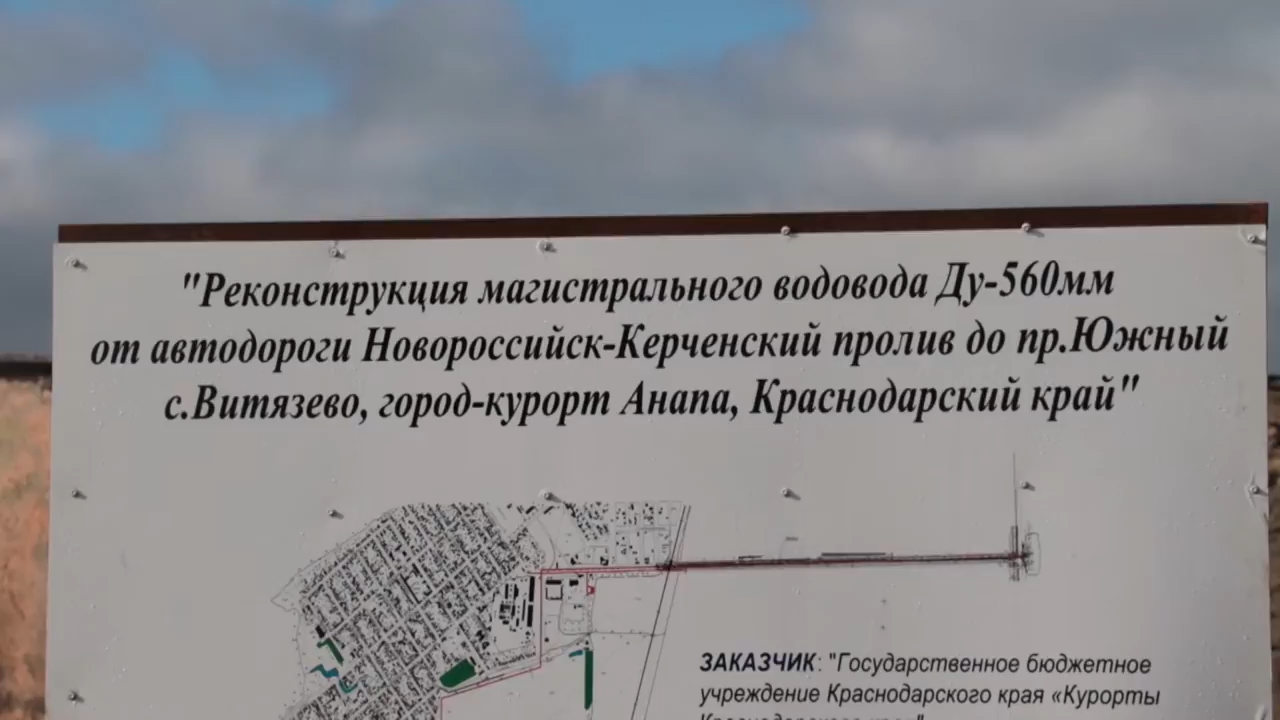 "Реконструкция магистрального водовода Ду-560мм
от автодороги Новороссийск-Керченский пролив до пр.Южный
с.Витязево, город-курорт Анапа, Краснодарский край"
ЗАКАЗЧИК: "Государственное бюджетное
учреждение Краснодарского края «Курорты